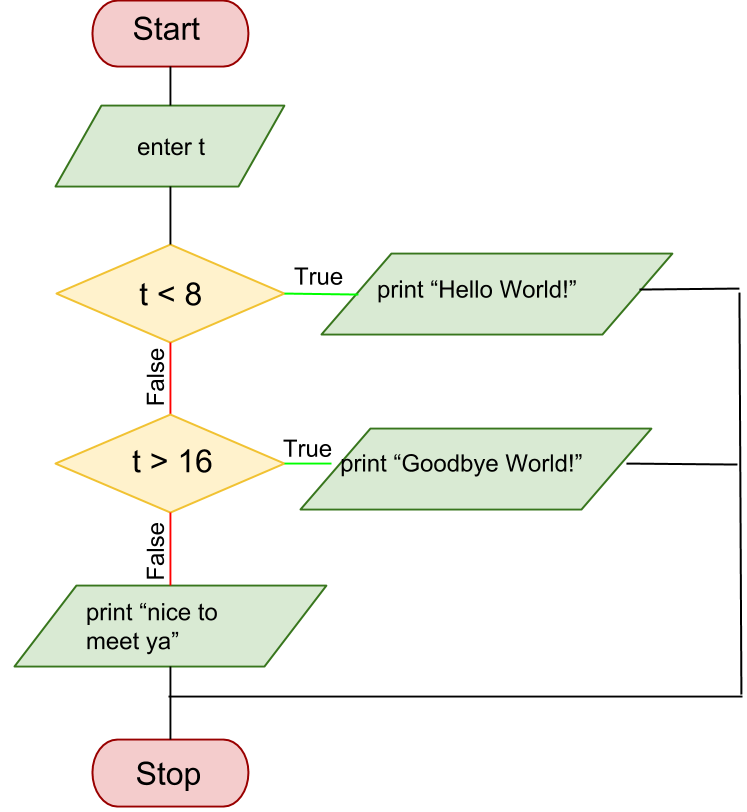 Start
enter t
t < 8
True
print “Hello World!”
False
t > 16
True
print “Goodbye World!”
False
print “nice to
meet ya”
Stop